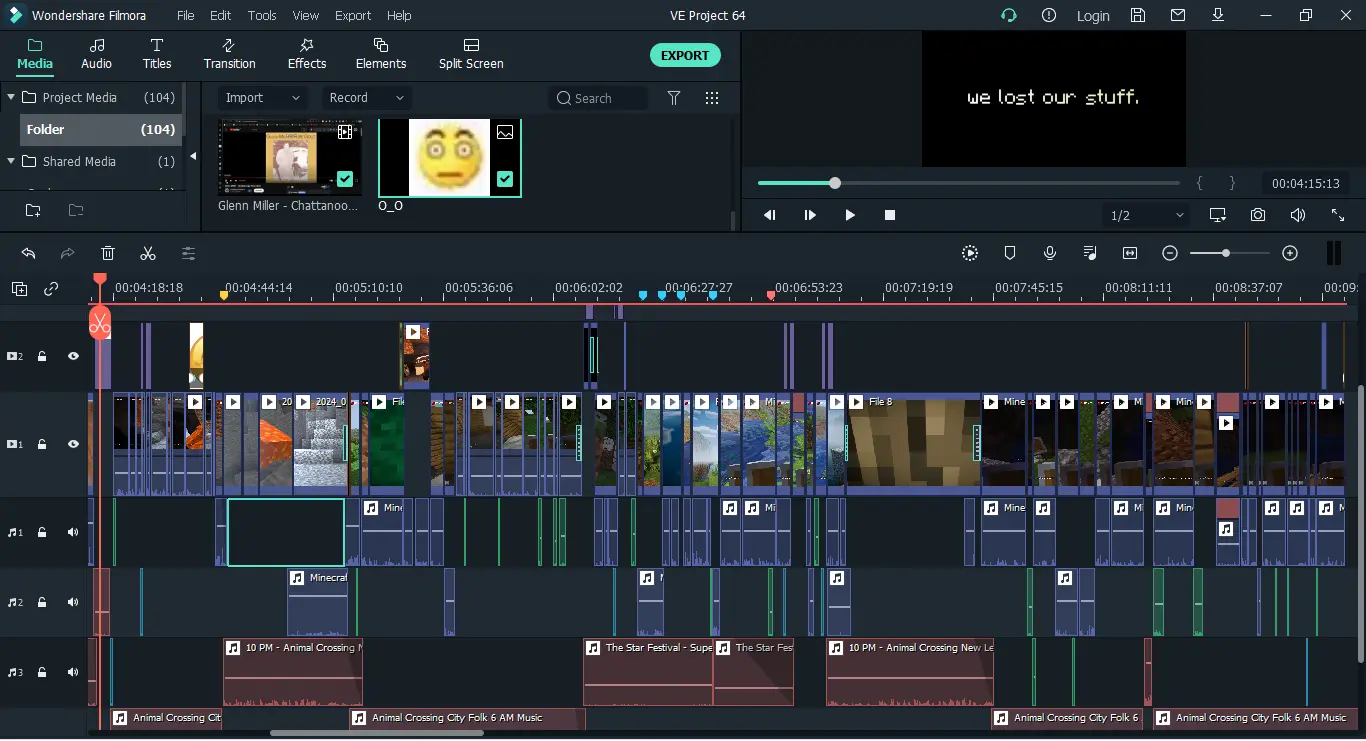 Wondershare Filmora File Edit Tools View Export Help VE Project 64 Login
Media Audio Titles Transition Effects Elements Split Screen EXPORT
Project Media (104)
Folder (104)
Shared Media (1)
Import Record Search
Glenn Miller - Chattanoo... O_O
we lost our stuff.
00:04:15:13
1/2
00:04:18:18 00:04:44:14 00:05:10:10 00:05:36:06 00:06:02:02 00:06:27:27 00:06:53:23 00:07:19:19 00:07:45:15 00:08:11:11 00:08:37:07 00:09:
2
1 20 2024_0 File Mi File 8 Mine Mi Mine M
1 Mine Mi Mine Mi Mine M
2 Minecraf
3 10 PM - Animal Crossing N The Star Festival - Supe The Star Fes 10 PM - Animal Crossing New Le
Animal Crossing Cit Animal Crossing City Folk 6 AM Music Animal Crossing City Folk 6 Animal Crossing City Folk 6 AM Music